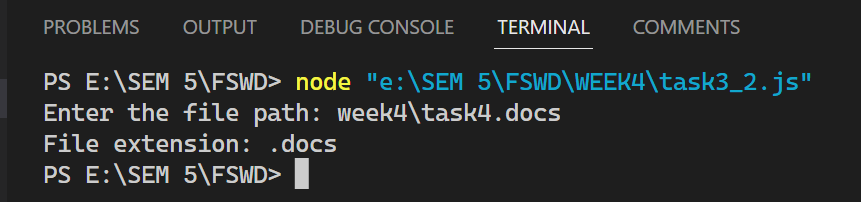 PROBLEMS OUTPUT DEBUG CONSOLE TERMINAL COMMENTS
PS E:\SEM 5\FSWD> node "e:\SEM 5\FSWD\WEEK4\task3_2.js"
Enter the file path: week4\task4.docs
File extension: .docs
PS E:\SEM 5\FSWD>